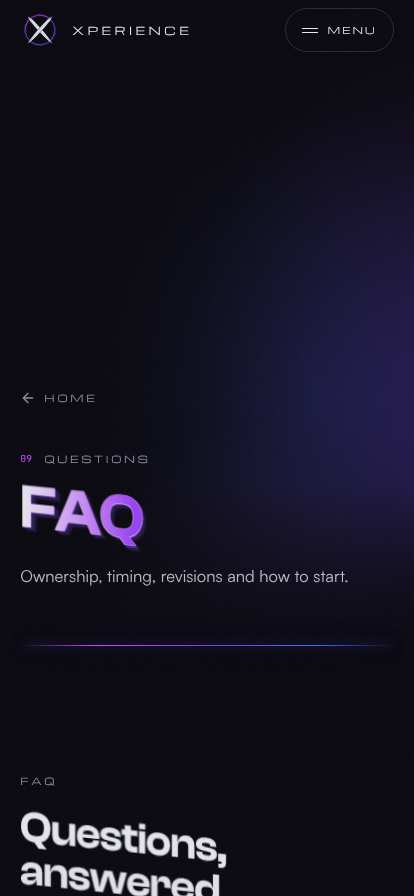 XPERIENCE
MENU
HOME
09 QUESTIONS
FAQ
Ownership, timing, revisions and how to start.
FAQ
Questions,
answered